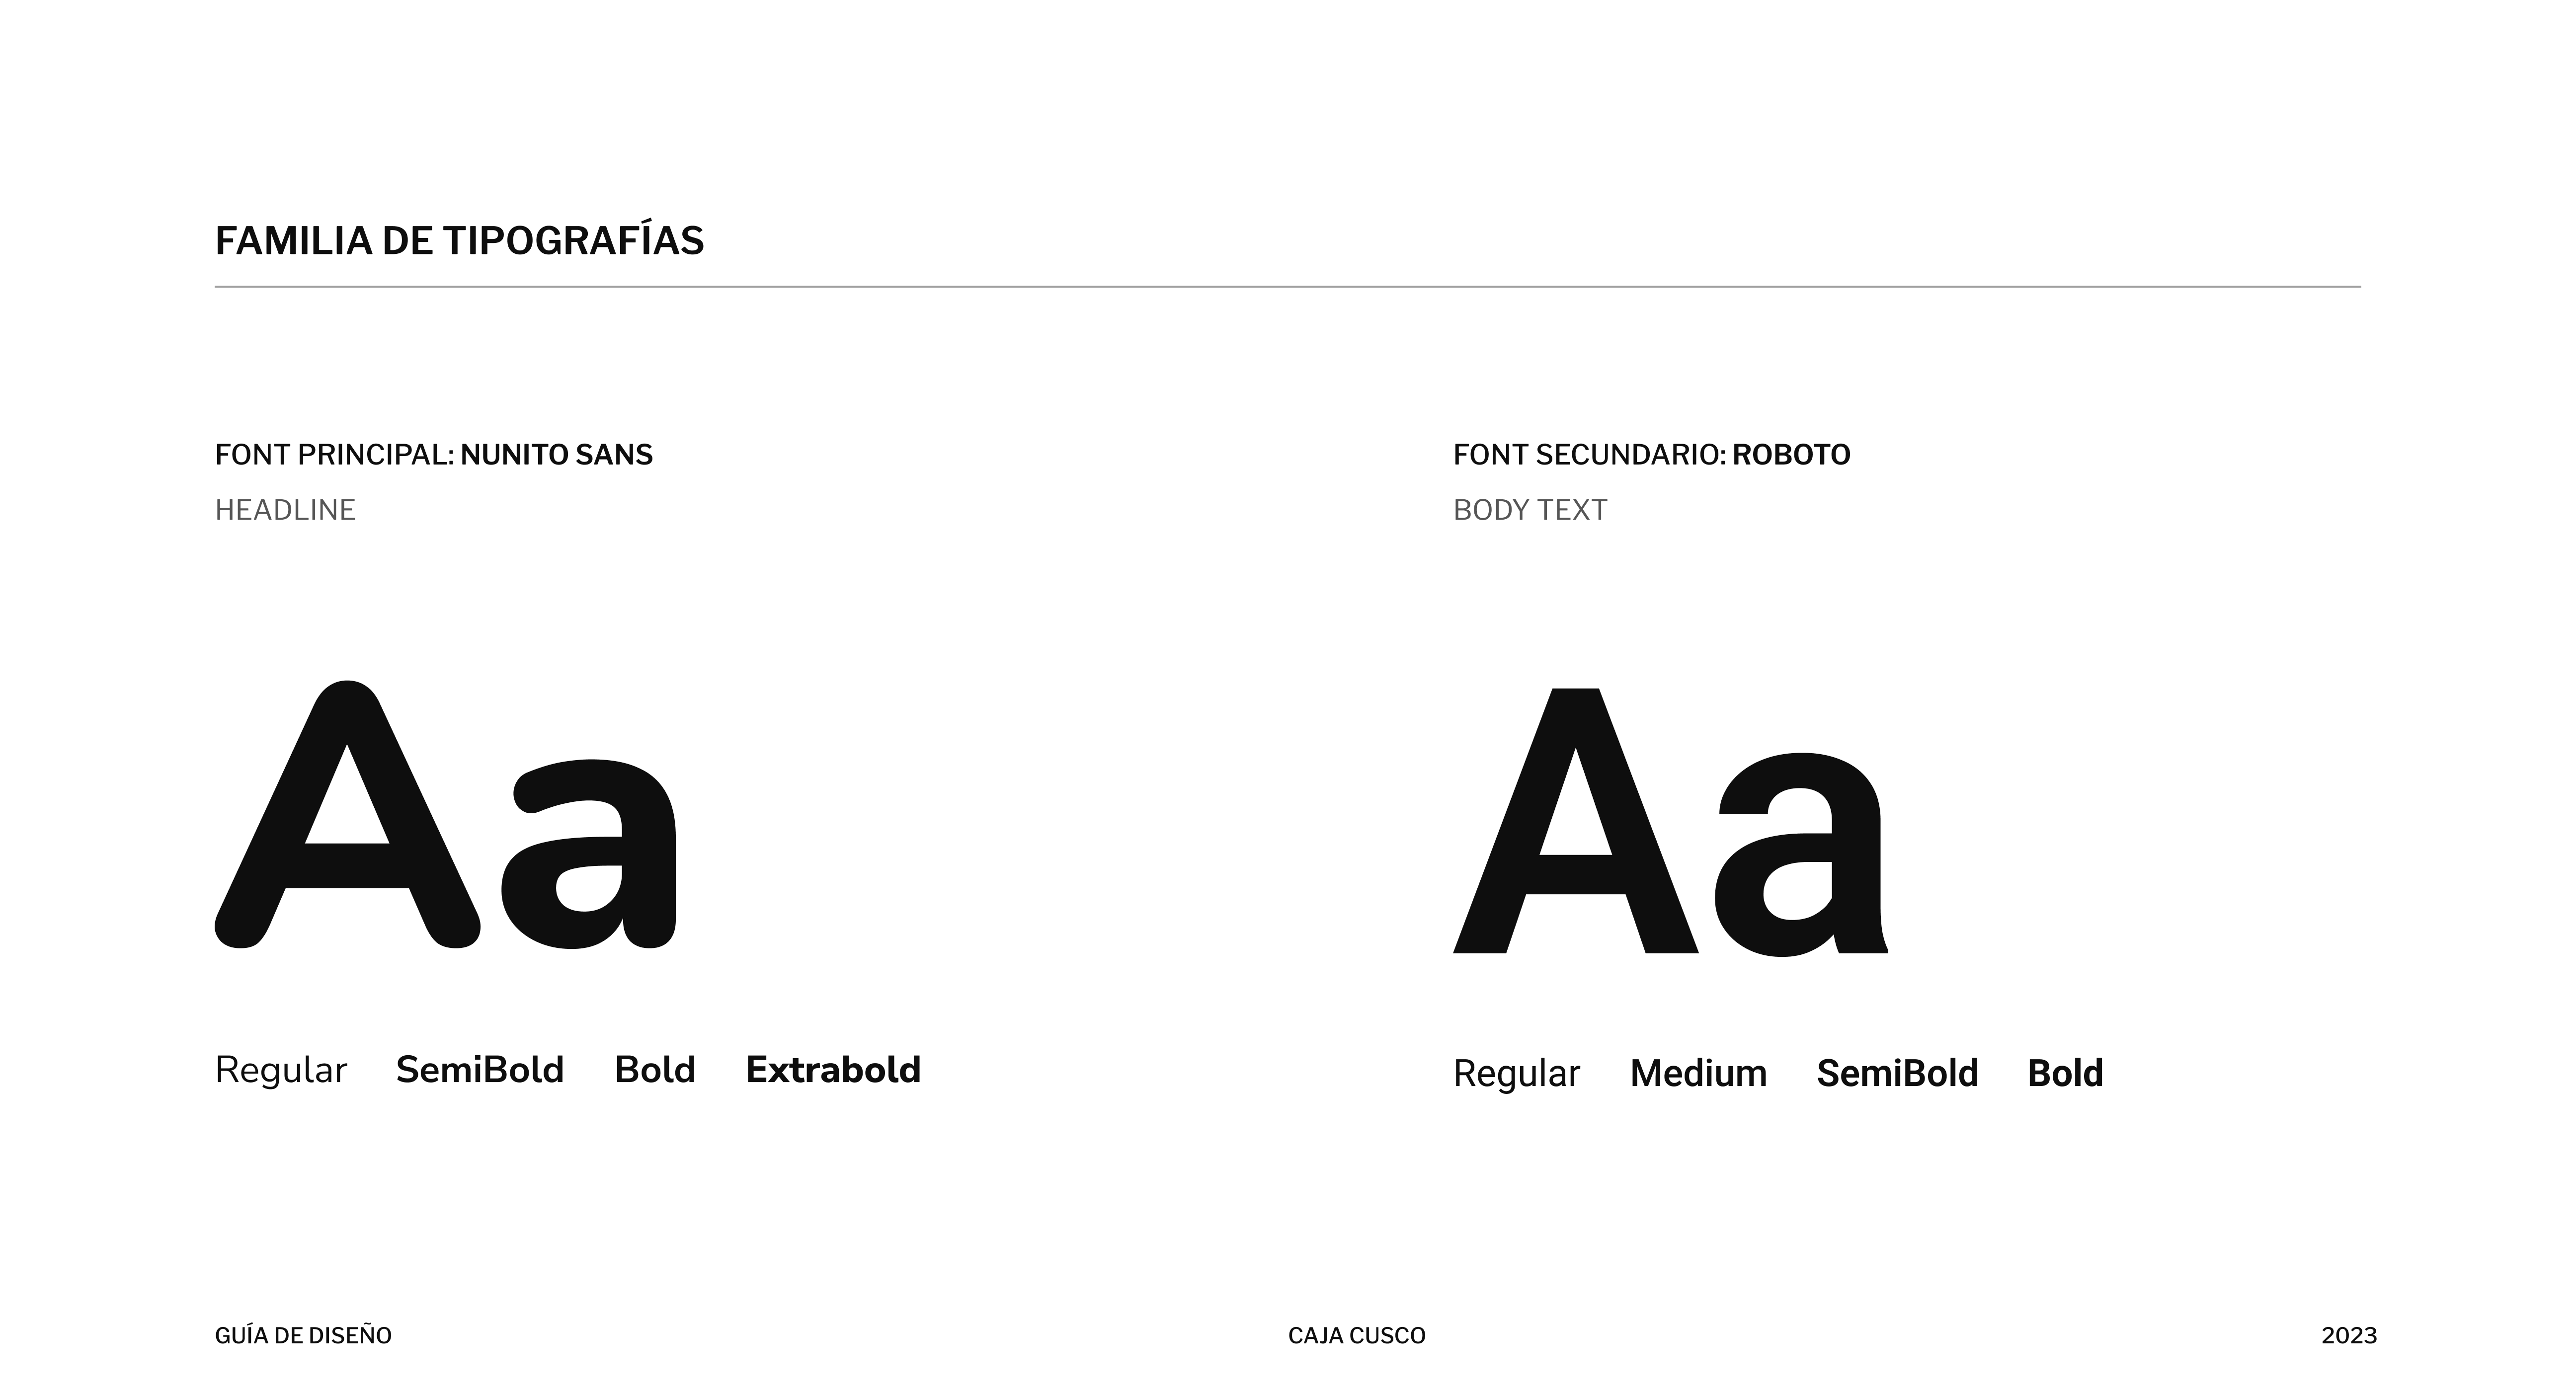 FAMILIA DE TIPOGRAFÍAS
FONT PRINCIPAL: NUNITO SANS
HEADLINE
Aa
Regular SemiBold Bold Extrabold
FONT SECUNDARIO: ROBOTO
BODY TEXT
Aa
Regular Medium SemiBold Bold
GUÍA DE DISEÑO
CAJA CUSCO
2023